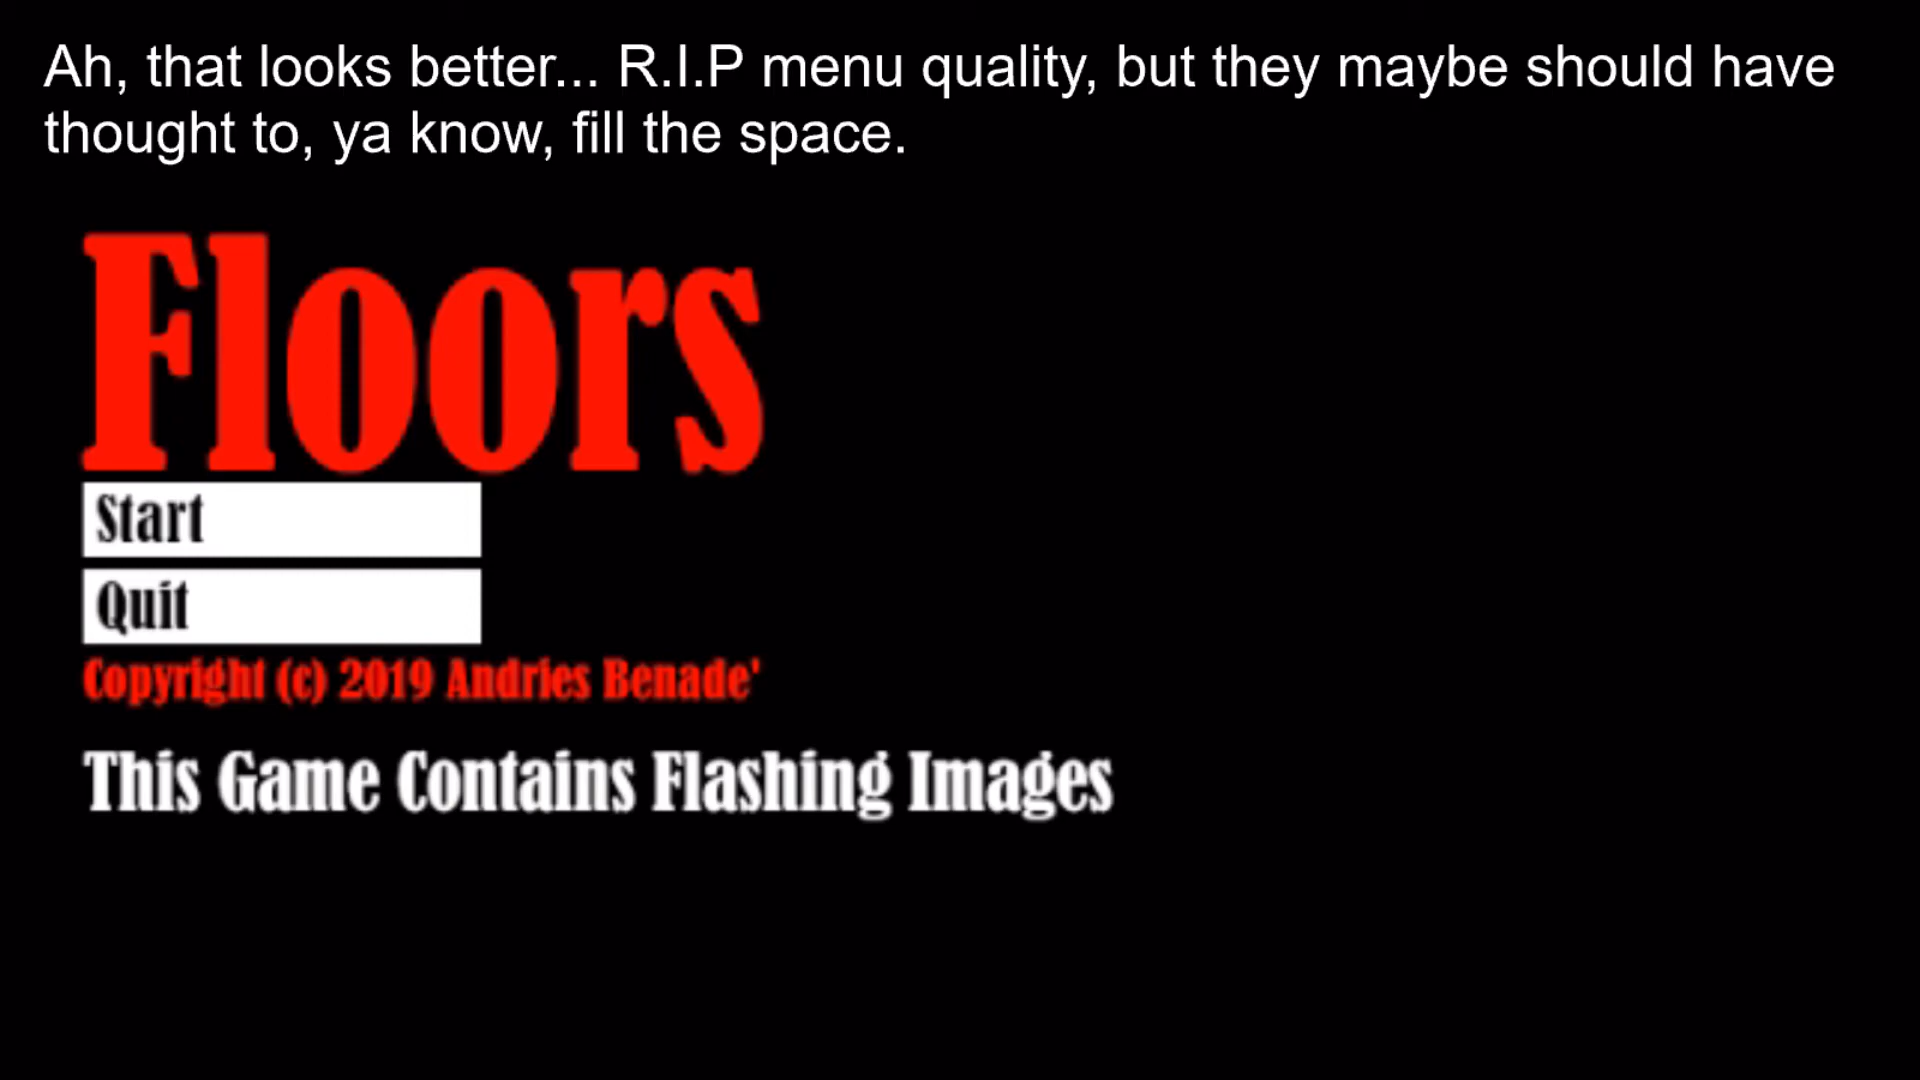 Ah, that looks better... R.I.P menu quality, but they maybe should have
thought to, ya know, fill the space.
Floors
Start
Quit
Copyright (c) 2019 Andries Benade'
This Game Contains Flashing Images